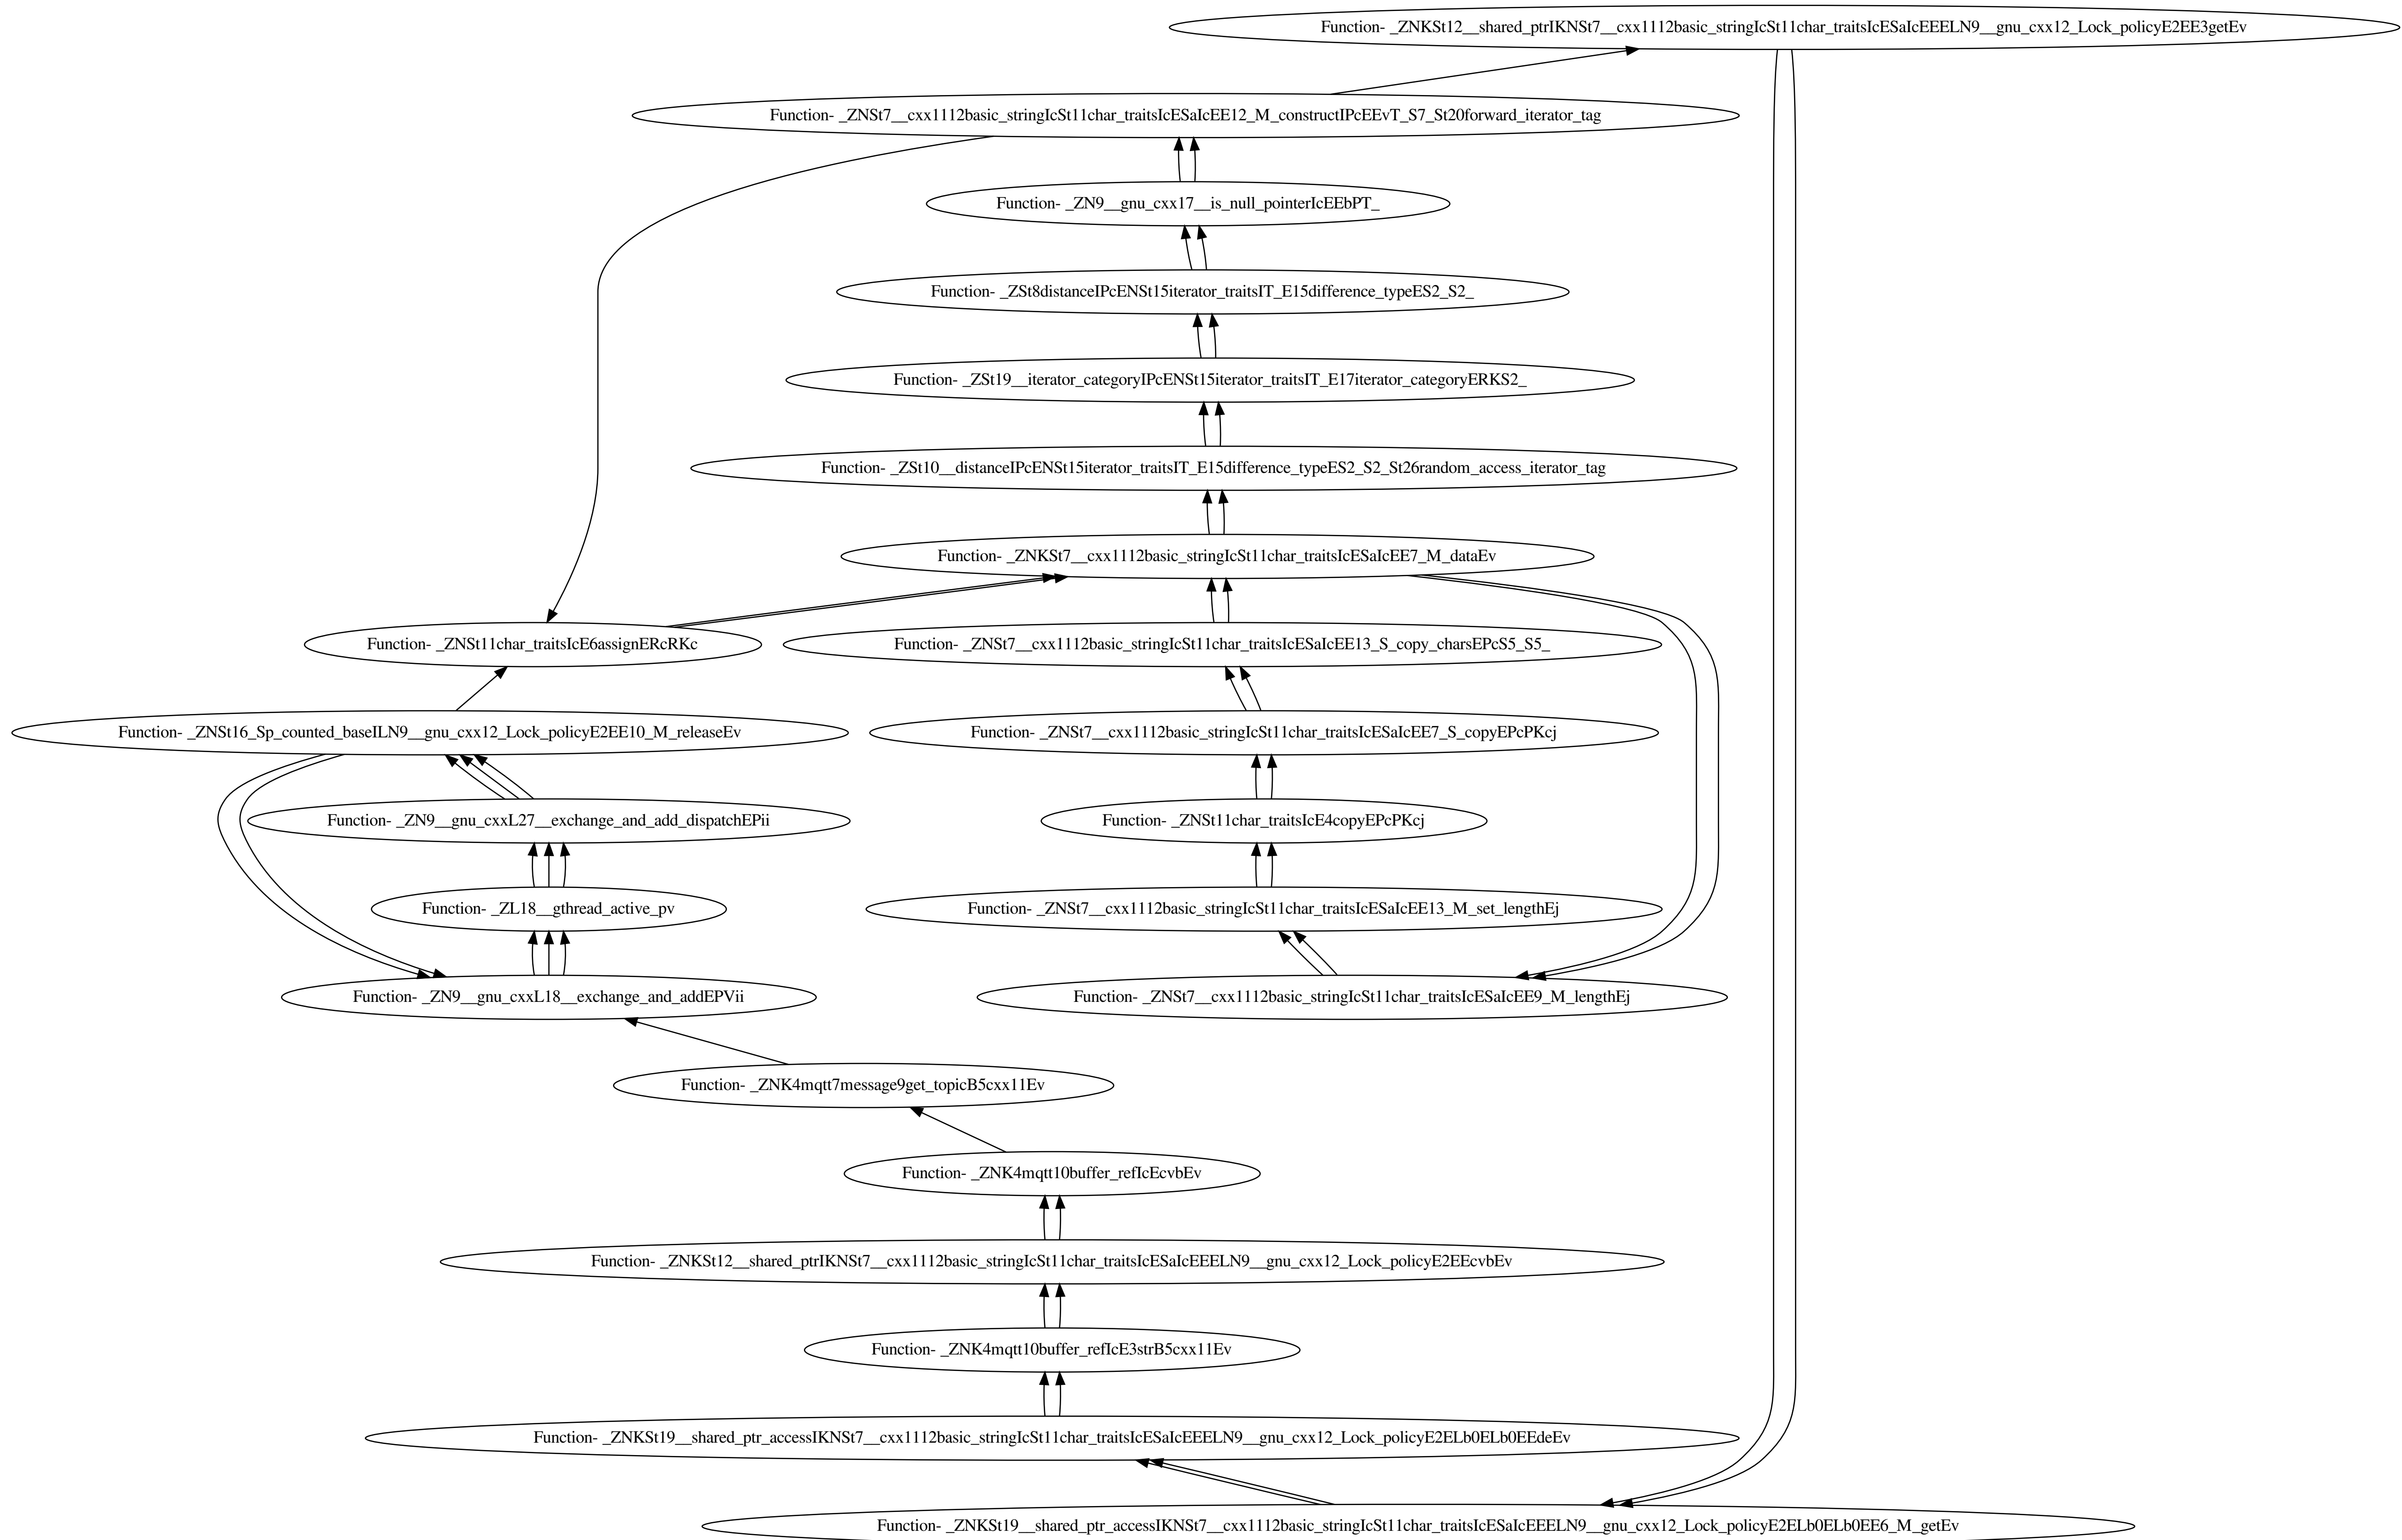 Function- _ZNKSt12__shared_ptrIKNSt7__cxx1112basic_stringIcSt11char_traitsIcESaIcEEELN9__gnu_cxx12_Lock_policyE2EE3getEv
Function- _ZNSt7__cxx1112basic_stringIcSt11char_traitsIcESaIcEE12_M_constructIPcEEvT_S7_St20forward_iterator_tag
Function- _ZN9__gnu_cxx17__is_null_pointerIcEEbPT_
Function- _ZSt8distanceIPcENSt15iterator_traitsIT_E15difference_typeES2_S2_
Function- _ZSt19__iterator_categoryIPcENSt15iterator_traitsIT_E17iterator_categoryERKS2_
Function- _ZSt10__distanceIPcENSt15iterator_traitsIT_E15difference_typeES2_S2_St26random_access_iterator_tag
Function- _ZNKSt7__cxx1112basic_stringIcSt11char_traitsIcESaIcEE7_M_dataEv
Function- _ZNSt11char_traitsIcE6assignERcRKc
Function- _ZNSt7__cxx1112basic_stringIcSt11char_traitsIcESaIcEE13_S_copy_charsEPcS5_S5_
Function- _ZNSt16_Sp_counted_baseILN9__gnu_cxx12_Lock_policyE2EE10_M_releaseEv
Function- _ZNSt7__cxx1112basic_stringIcSt11char_traitsIcESaIcEE7_S_copyEPcPKcj
Function- _ZN9__gnu_cxxL27__exchange_and_add_dispatchEPii
Function- _ZNSt11char_traitsIcE4copyEPcPKcj
Function- _ZL18__gthread_active_pv
Function- _ZNSt7__cxx1112basic_stringIcSt11char_traitsIcESaIcEE13_M_set_lengthEj
Function- _ZN9__gnu_cxxL18__exchange_and_addEPVii
Function- _ZNSt7__cxx1112basic_stringIcSt11char_traitsIcESaIcEE9_M_lengthEj
Function- _ZNK4mqtt7message9get_topicB5cxx11Ev
Function- _ZNK4mqtt10buffer_refIcEcvbEv
Function- _ZNKSt12__shared_ptrIKNSt7__cxx1112basic_stringIcSt11char_traitsIcESaIcEEELN9__gnu_cxx12_Lock_policyE2EEcvbEv
Function- _ZNK4mqtt10buffer_refIcE3strB5cxx11Ev
Function- _ZNKSt19__shared_ptr_accessIKNSt7__cxx1112basic_stringIcSt11char_traitsIcESaIcEEELN9__gnu_cxx12_Lock_policyE2ELb0ELb0EEdeEv
Function- _ZNKSt19__shared_ptr_accessIKNSt7__cxx1112basic_stringIcSt11char_traitsIcESaIcEEELN9__gnu_cxx12_Lock_policyE2ELb0ELb0EE6_M_getEv